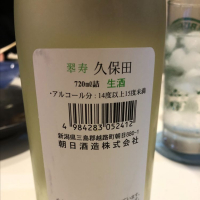 翠寿 久保田
720ml詰 生酒
・アルコール分：14度以上15度未満
4 984283 052412
新潟県三島郡越路町朝日880-1
朝日酒造株式会社